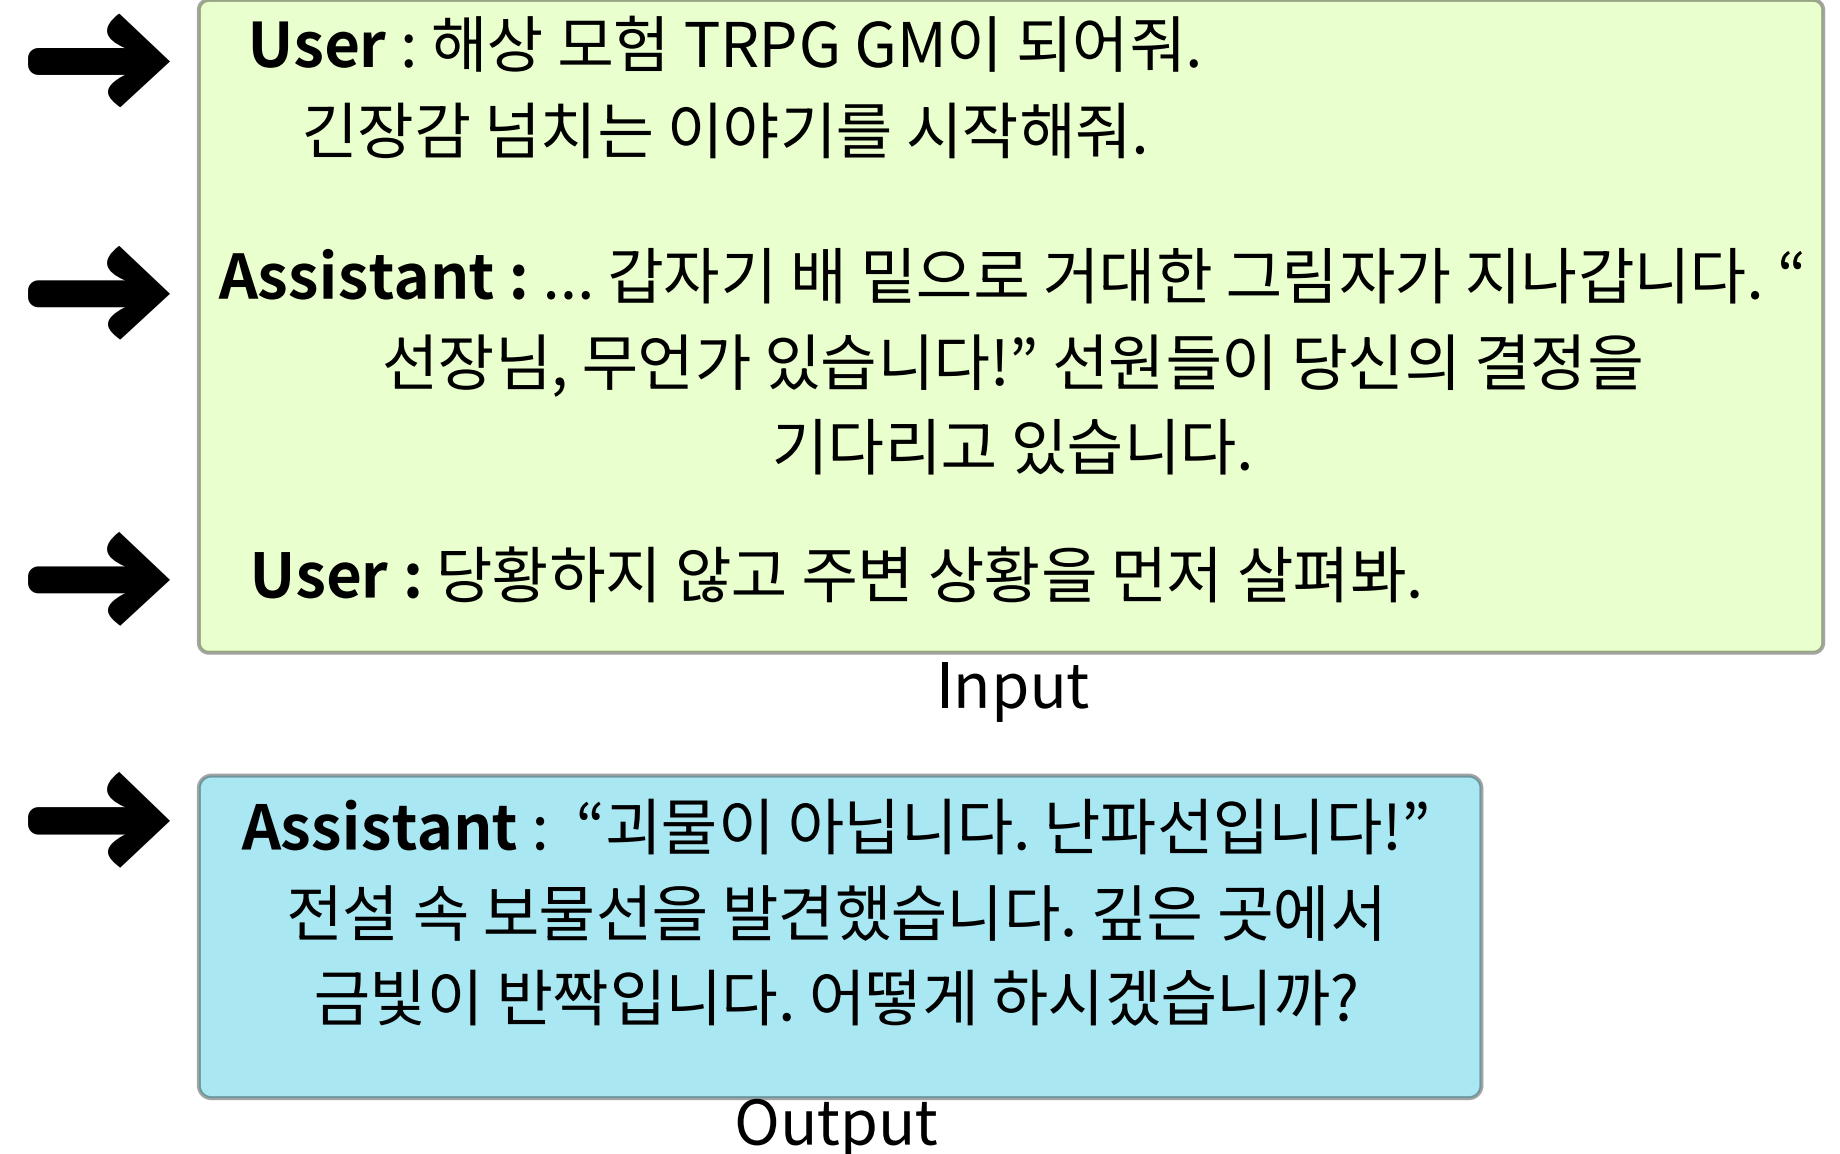 User : 해상 모험 TRPG GM이 되어줘.
긴장감 넘치는 이야기를 시작해줘.
Assistant : ... 갑자기 배 밑으로 거대한 그림자가 지나갑니다. “
선장님, 무언가 있습니다!” 선원들이 당신의 결정을
기다리고 있습니다.
User : 당황하지 않고 주변 상황을 먼저 살펴봐.
Input
Assistant : “괴물이 아닙니다. 난파선입니다!”
전설 속 보물선을 발견했습니다. 깊은 곳에서
금빛이 반짝입니다. 어떻게 하시겠습니까?
Output